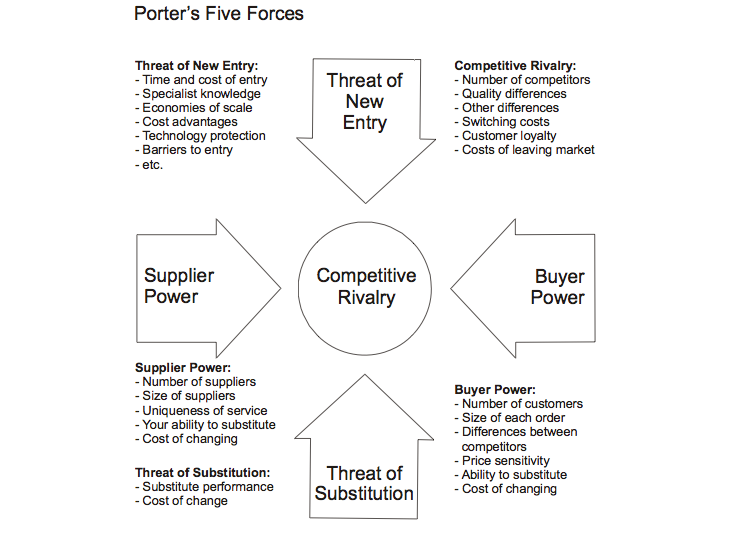 Porter's Five Forces
Threat of New Entry:
- Time and cost of entry
- Specialist knowledge
- Economies of scale
- Cost advantages
- Technology protection
- Barriers to entry
- etc.
Threat of
New
Entry
Competitive Rivalry:
- Number of competitors
- Quality differences
- Other differences
- Switching costs
- Customer loyalty
- Costs of leaving market
Supplier
Power
Competitive
Rivalry
Buyer
Power
Supplier Power:
- Number of suppliers
- Size of suppliers
- Uniqueness of service
- Your ability to substitute
- Cost of changing
Threat of Substitution:
- Substitute performance
- Cost of change
Threat of
Substitution
Buyer Power:
- Number of customers
- Size of each order
- Differences between
competitors
- Price sensitivity
- Ability to substitute
- Cost of changing